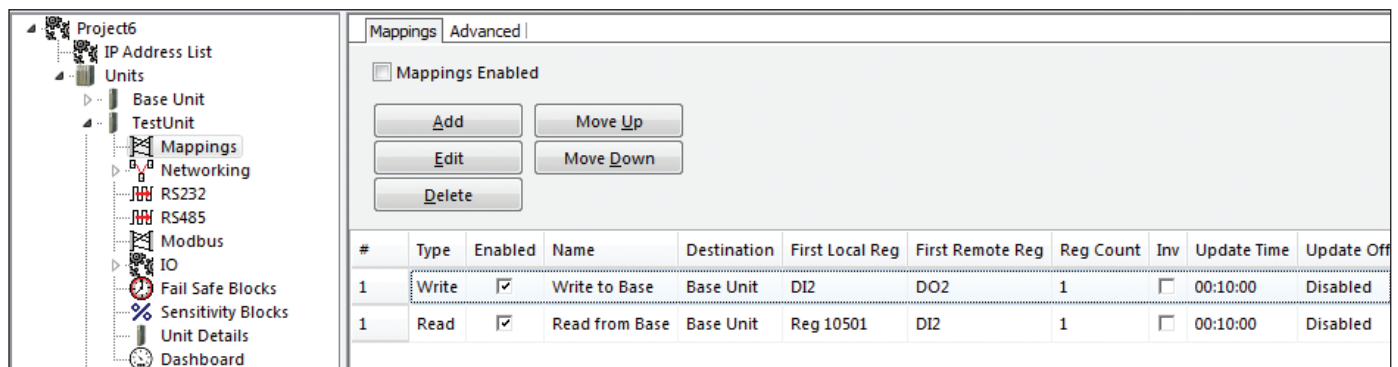 Project6
IP Address List
Units
Base Unit
TestUnit
Mappings
Networking
RS232
RS485
Modbus
IO
Fail Safe Blocks
Sensitivity Blocks
Unit Details
Dashboard
Mappings Advanced
Mappings Enabled
Add Move Up
Edit Move Down
Delete
# Type Enabled Name Destination First Local Reg First Remote Reg Reg Count Inv Update Time Update Off
1 Write Write to Base Base Unit DI2 DO2 1 00:10:00 Disabled
1 Read Read from Base Base Unit Reg 10501 DI2 1 00:10:00 Disabled